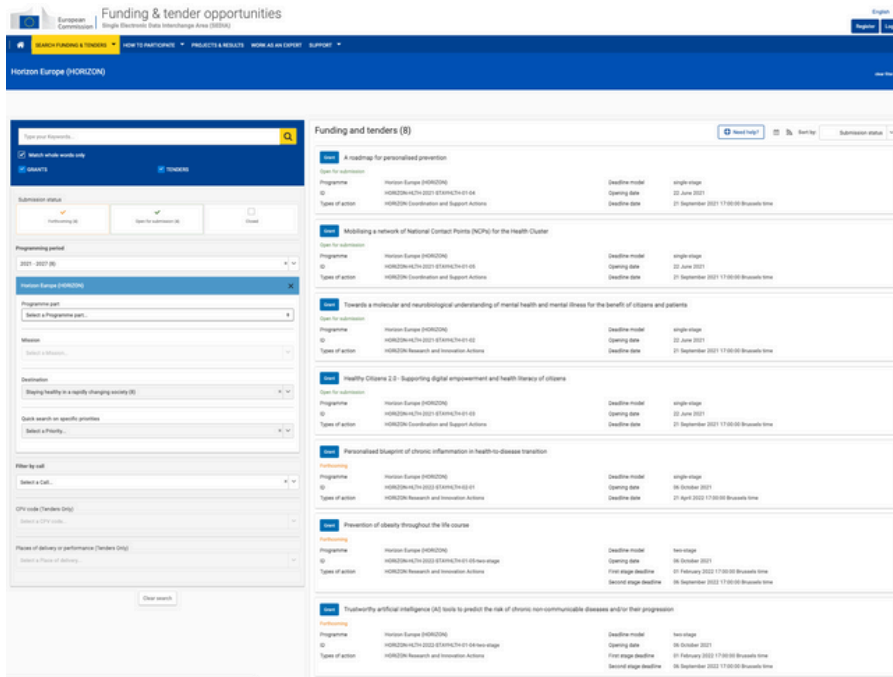 European Commission
Funding & tender opportunities
Single Electronic Data Interchange Area (SEDIA)
English
Register
SEARCH FUNDING & TENDERS HOW TO PARTICIPATE PROJECTS & RESULTS WORK AS AN EXPERT SUPPORT
Horizon Europe (HORIZON)
Type your Keywords...
Match whole words only
GRANTS TENDERS
Submission status
Forthcoming (4) Open for submission (4) Closed
Programming period
2021 - 2027 (8)
Horizon Europe (HORIZON)
Programme part
Select a Programme part...
Mission
Select a Mission...
Destination
Staying healthy in a rapidly changing society (8)
Quick search on specific priorities
Select a Priority...
Filter by call
Select a Call...
CPV code (Tenders Only)
Select a CPV code...
Places of delivery or performance (Tenders Only)
Select a Place of delivery...
Clear search
Funding and tenders (8)
Need help? Sort by: Submission status
Grant A roadmap for personalised prevention
Open for submission
Programme Horizon Europe (HORIZON) Deadline model single-stage
ID HORIZON-HLTH-2021-STAYHLTH-01-04 Opening date 22 June 2021
Types of action HORIZON Coordination and Support Actions Deadline date 21 September 2021 17:00:00 Brussels time
Grant Mobilising a network of National Contact Points (NCPs) for the Health Cluster
Open for submission
Programme Horizon Europe (HORIZON) Deadline model single-stage
ID HORIZON-HLTH-2021-STAYHLTH-01-05 Opening date 22 June 2021
Types of action HORIZON Coordination and Support Actions Deadline date 21 September 2021 17:00:00 Brussels time
Grant Towards a molecular and neurobiological understanding of mental health and mental illness for the benefit of citizens and patients
Open for submission
Programme Horizon Europe (HORIZON) Deadline model single-stage
ID HORIZON-HLTH-2021-STAYHLTH-01-02 Opening date 22 June 2021
Types of action HORIZON Research and Innovation Actions Deadline date 21 September 2021 17:00:00 Brussels time
Grant Healthy Citizens 2.0 - Supporting digital empowerment and health literacy of citizens
Open for submission
Programme Horizon Europe (HORIZON) Deadline model single-stage
ID HORIZON-HLTH-2021-STAYHLTH-01-03 Opening date 22 June 2021
Types of action HORIZON Coordination and Support Actions Deadline date 21 September 2021 17:00:00 Brussels time
Grant Personalised blueprint of chronic inflammation in health-to-disease transition
Forthcoming
Programme Horizon Europe (HORIZON) Deadline model single-stage
ID HORIZON-HLTH-2022-STAYHLTH-02-01 Opening date 06 October 2021
Types of action HORIZON Research and Innovation Actions Deadline date 21 April 2022 17:00:00 Brussels time
Grant Prevention of obesity throughout the life course
Forthcoming
Programme Horizon Europe (HORIZON) Deadline model two-stage
ID HORIZON-HLTH-2022-STAYHLTH-01-05-two-stage Opening date 06 October 2021
Types of action HORIZON Research and Innovation Actions First stage deadline 01 February 2022 17:00:00 Brussels time
Second stage deadline 06 September 2022 17:00:00 Brussels time
Grant Trustworthy artificial intelligence (AI) tools to predict the risk of chronic non-communicable diseases and/or their progression
Forthcoming
Programme Horizon Europe (HORIZON) Deadline model two-stage
ID HORIZON-HLTH-2022-STAYHLTH-01-04-two-stage Opening date 06 October 2021
Types of action HORIZON Research and Innovation Actions First stage deadline 01 February 2022 17:00:00 Brussels time
Second stage deadline 06 September 2022 17:00:00 Brussels time